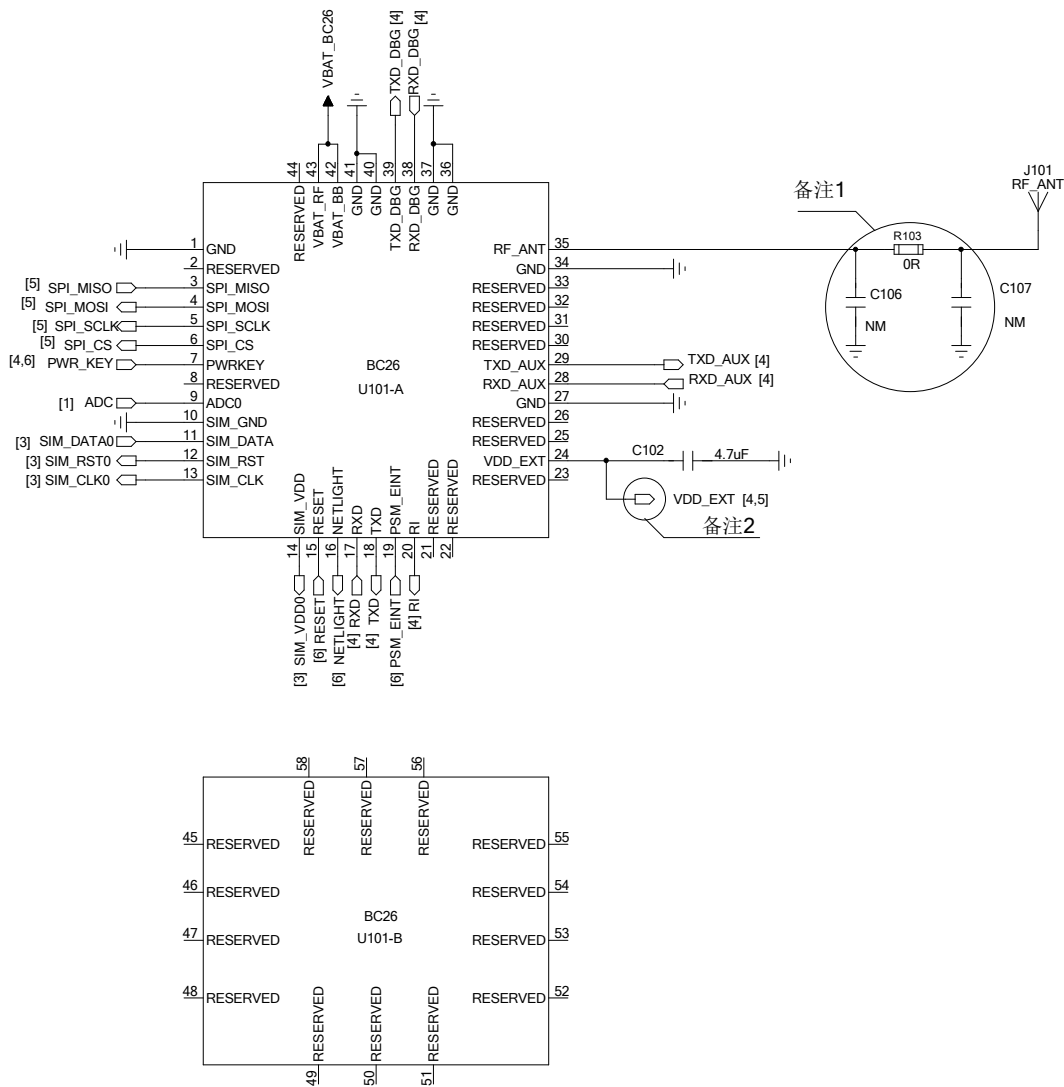 VBAT_BC26
TXD_DBG [4]
RXD_DBG [4]
44
43
42
41
40
39
38
37
36
RESERVED
VBAT_RF
VBAT_BB
GND
GND
TXD_DBG
RXD_DBG
GND
GND
1 GND
2 RESERVED
[5] SPI_MISO 3 SPI_MISO
[5] SPI_MOSI 4 SPI_MOSI
[5] SPI_SCLK 5 SPI_SCLK
[5] SPI_CS 6 SPI_CS
[4,6] PWR_KEY 7 PWRKEY
8 RESERVED
[1] ADC 9 ADC0
10 SIM_GND
[3] SIM_DATA0 11 SIM_DATA
[3] SIM_RST0 12 SIM_RST
[3] SIM_CLK0 13 SIM_CLK
BC26
U101-A
RF_ANT 35
GND 34
RESERVED 33
RESERVED 32
RESERVED 31
RESERVED 30
TXD_AUX 29 TXD_AUX [4]
RXD_AUX 28 RXD_AUX [4]
GND 27
RESERVED 26
RESERVED 25
VDD_EXT 24
RESERVED 23
C102 4.7uF
VDD_EXT [4,5]
备注2
备注1
J101
RF_ANT
R103
0R
C106
NM
C107
NM
SIM_VDD
RESET
NETLIGHT
RXD
TXD
PSM_EINT
RI
RESERVED
RESERVED
14
15
16
17
18
19
20
21
22
[3] SIM_VDD0
[6] RESET
[6] NETLIGHT
[4] RXD
[4] TXD
[6] PSM_EINT
[4] RI
58
57
56
RESERVED
RESERVED
RESERVED
45 RESERVED
46 RESERVED
47 RESERVED
48 RESERVED
BC26
U101-B
RESERVED 55
RESERVED 54
RESERVED 53
RESERVED 52
RESERVED
RESERVED
RESERVED
49
50
51